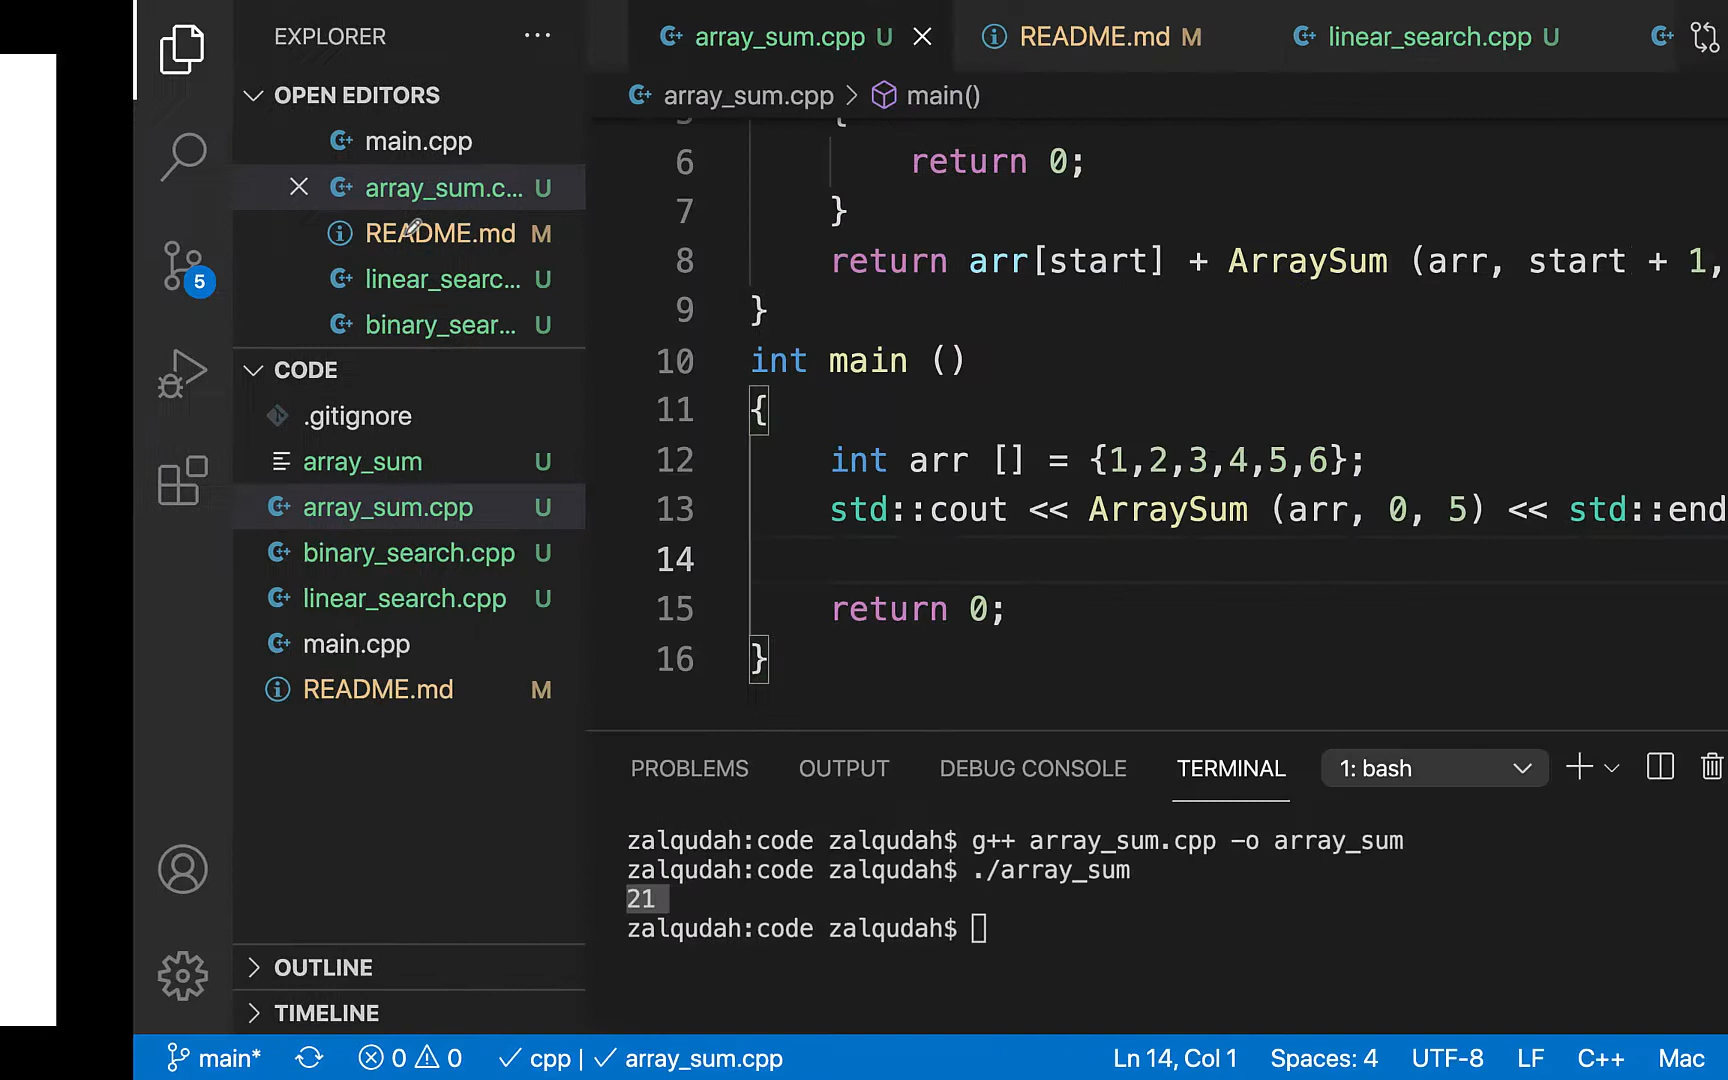 EXPLORER
OPEN EDITORS
main.cpp
array_sum.c... U
README.md M
linear_searc... U
binary_sear... U
CODE
.gitignore
array_sum U
array_sum.cpp U
binary_search.cpp U
linear_search.cpp U
main.cpp
README.md M
OUTLINE
TIMELINE
array_sum.cpp U
README.md M
linear_search.cpp U
array_sum.cpp > main()
{
6 return 0;
7 }
8 return arr[start] + ArraySum (arr, start + 1,
9 }
10 int main ()
11 {
12 int arr [] = {1,2,3,4,5,6};
13 std::cout << ArraySum (arr, 0, 5) << std::end
14
15 return 0;
16 }
PROBLEMS OUTPUT DEBUG CONSOLE TERMINAL 1: bash
zalqudah:code zalqudah$ g++ array_sum.cpp -o array_sum
zalqudah:code zalqudah$ ./array_sum
21
zalqudah:code zalqudah$
5
main* 0 0 cpp | array_sum.cpp Ln 14, Col 1 Spaces: 4 UTF-8 LF C++ Mac